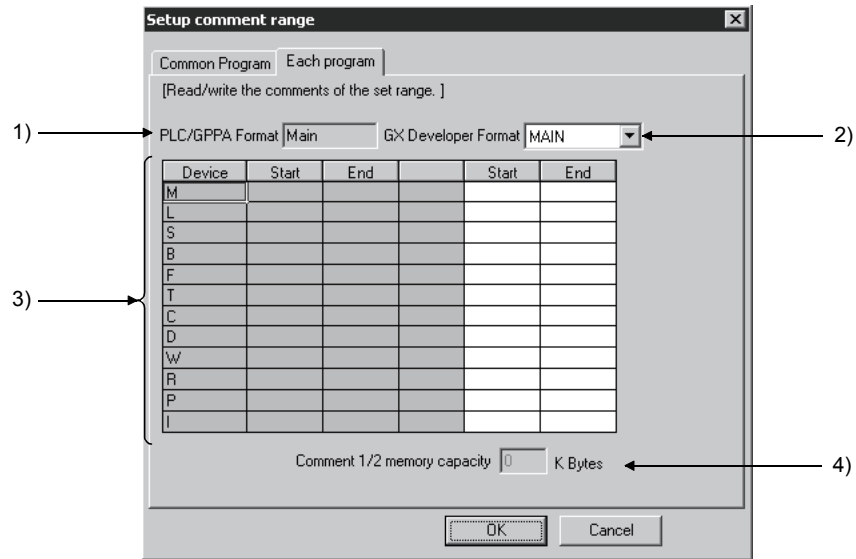 Setup comment range
Common Program Each program
[Read/write the comments of the set range. ]
1) PLC/GPPA Format Main GX Developer Format MAIN 2)
Device Start End Start End
M
L
S
B
F
T
3)
C
D
W
R
P
I
Comment 1/2 memory capacity 0 K Bytes 4)
OK Cancel